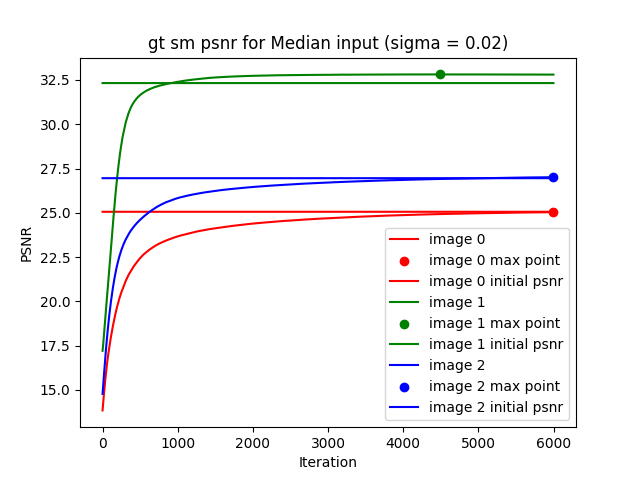 gt sm psnr for Median input (sigma = 0.02)
32.5
30.0
27.5
25.0
22.5
20.0
17.5
15.0
PSNR
image 0
image 0 max point
image 0 initial psnr
image 1
image 1 max point
image 1 initial psnr
image 2
image 2 max point
image 2 initial psnr
0 1000 2000 3000 4000 5000 6000
Iteration